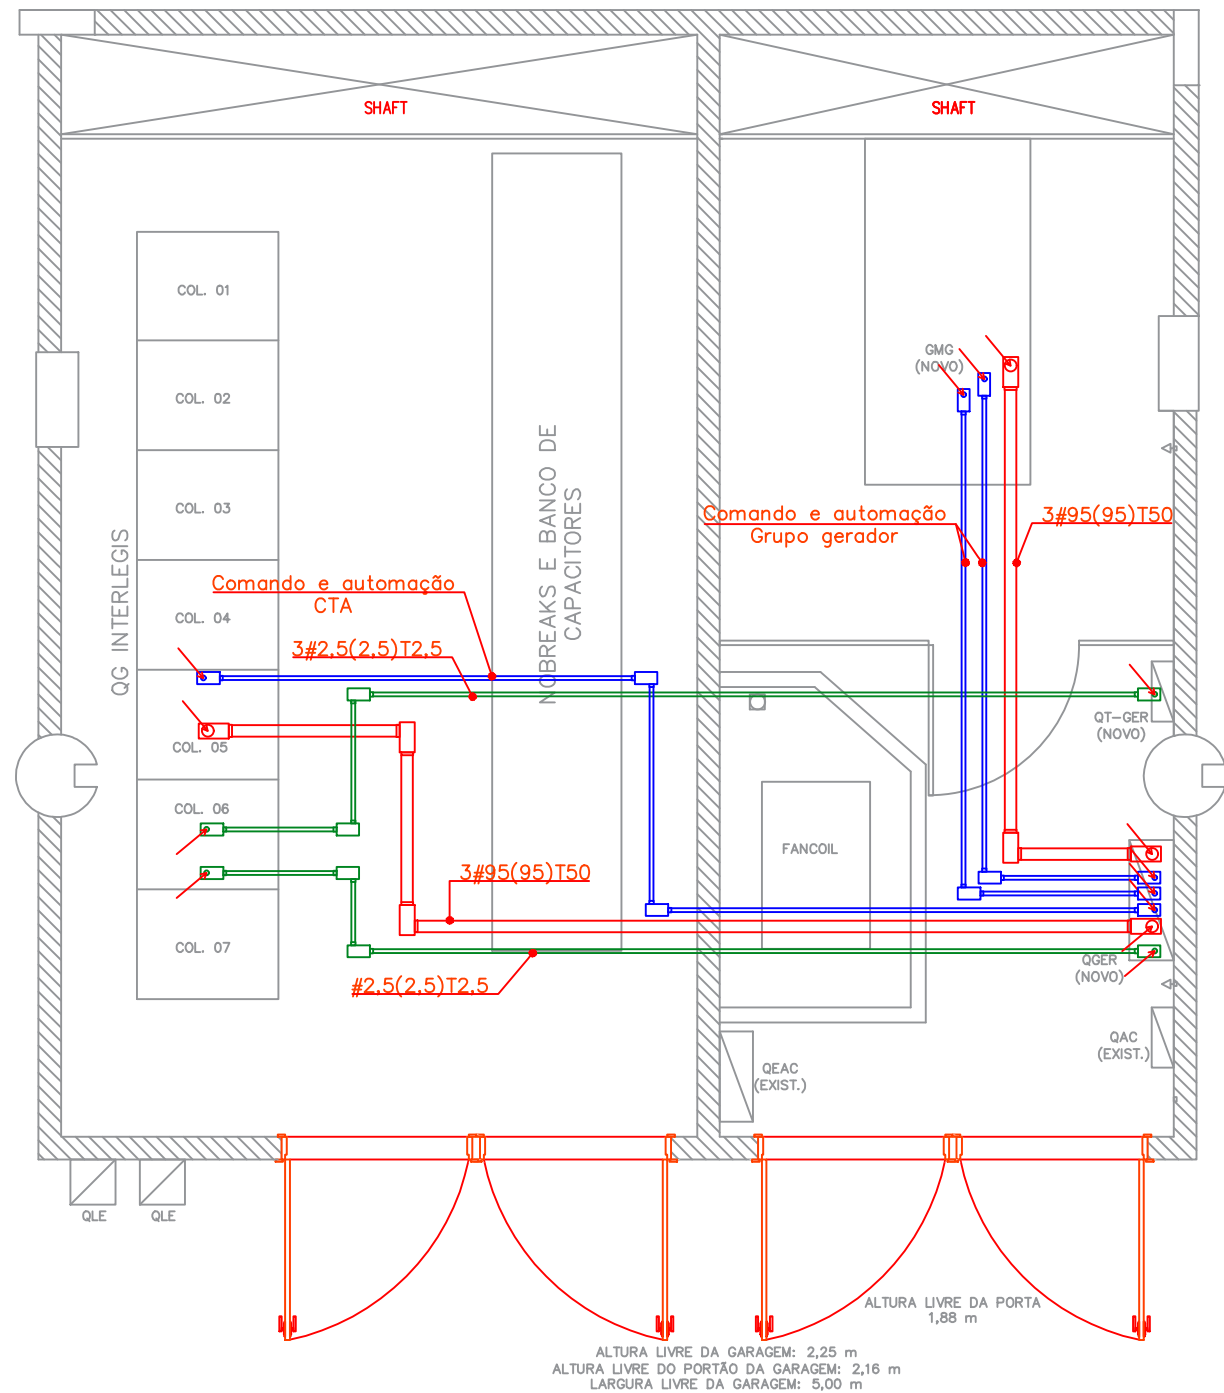 SHAFT
SHAFT
COL. 01
COL. 02
COL. 03
COL. 04
COL. 05
COL. 06
COL. 07
QG INTERLEGIS
NOBREAKS E BANCO DE
CAPACITORES
GMG
(NOVO)
Comando e automação
Grupo gerador
3#95(95)T50
Comando e automação
CTA
3#2,5(2,5)T2,5
QT-GER
(NOVO)
FANCOIL
3#95(95)T50
#2,5(2,5)T2,5
QGER
(NOVO)
QAC
(EXIST.)
QEAC
(EXIST.)
QLE
QLE
ALTURA LIVRE DA PORTA
1,88 m
ALTURA LIVRE DA GARAGEM: 2,25 m
ALTURA LIVRE DO PORTÃO DA GARAGEM: 2,16 m
LARGURA LIVRE DA GARAGEM: 5,00 m